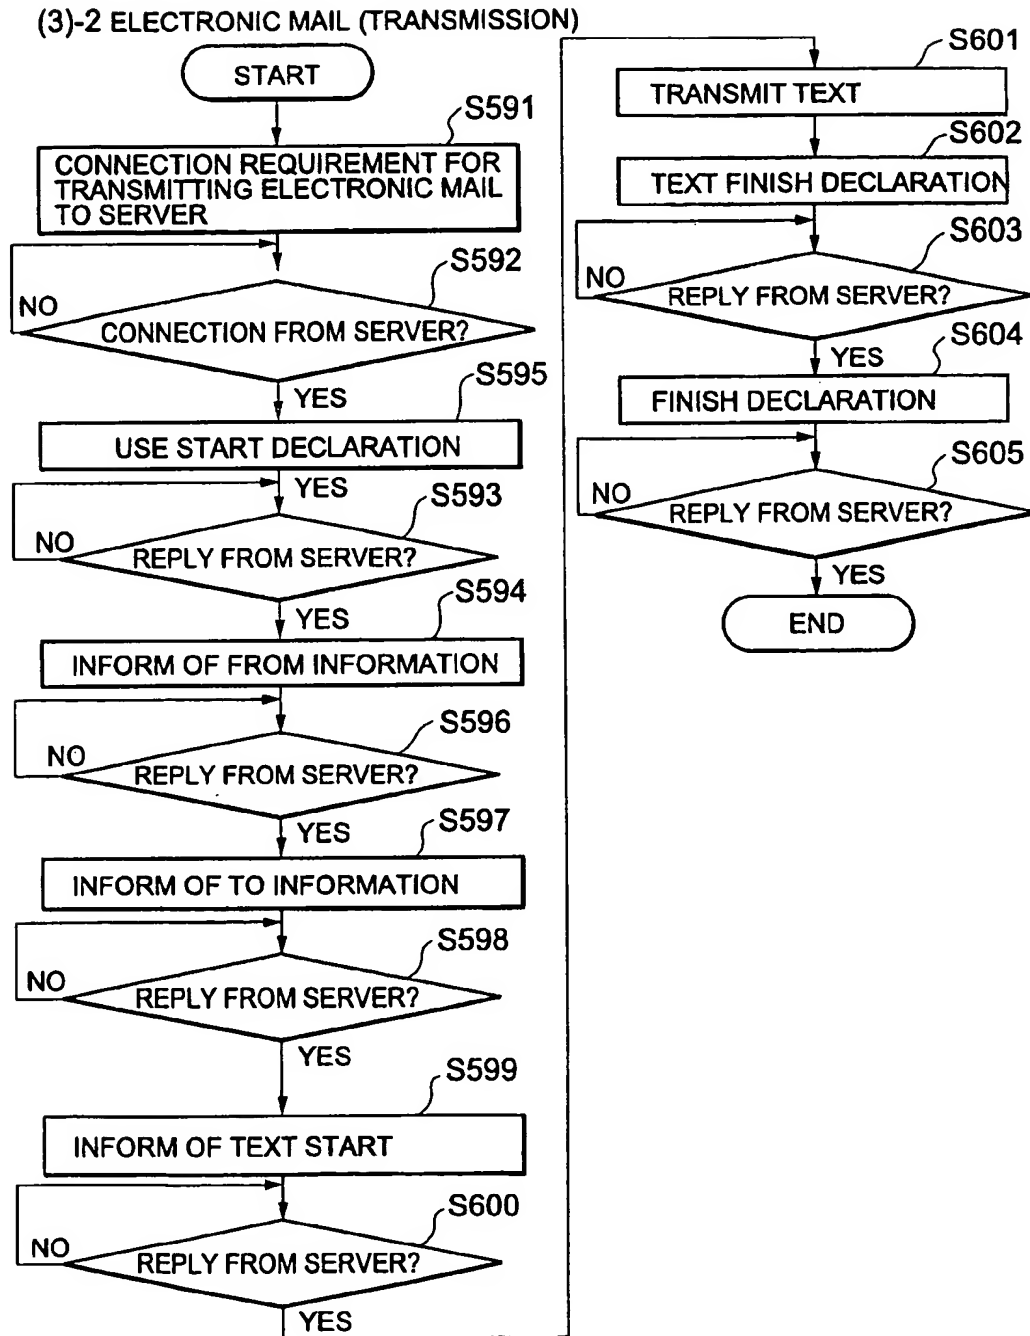 (3)-2 ELECTRONIC MAIL (TRANSMISSION)
START
S591
CONNECTION REQUIREMENT FOR
TRANSMITTING ELECTRONIC MAIL
TO SERVER
S592
NO
CONNECTION FROM SERVER?
YES
S595
USE START DECLARATION
YES
S593
NO
REPLY FROM SERVER?
YES
S594
INFORM OF FROM INFORMATION
S596
NO
REPLY FROM SERVER?
YES
S597
INFORM OF TO INFORMATION
S598
NO
REPLY FROM SERVER?
YES
S599
INFORM OF TEXT START
S600
NO
REPLY FROM SERVER?
YES
S601
TRANSMIT TEXT
S602
TEXT FINISH DECLARATION
S603
NO
REPLY FROM SERVER?
YES
S604
FINISH DECLARATION
S605
NO
REPLY FROM SERVER?
YES
END